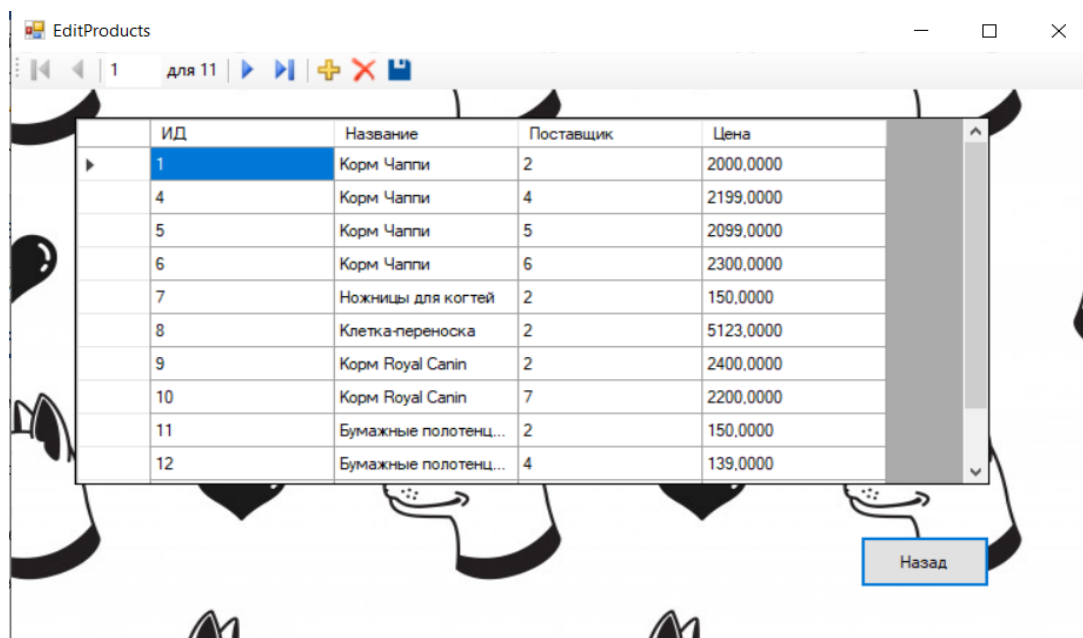 EditProducts
1 для 11
ИД Название Поставщик Цена
1 Корм Чаппи 2 2000,0000
4 Корм Чаппи 4 2199,0000
5 Корм Чаппи 5 2099,0000
6 Корм Чаппи 6 2300,0000
7 Ножницы для когтей 2 150,0000
8 Клетка-переноска 2 5123,0000
9 Корм Royal Canin 2 2400,0000
10 Корм Royal Canin 7 2200,0000
11 Бумажные полотенц... 2 150,0000
12 Бумажные полотенц... 4 139,0000
Назад